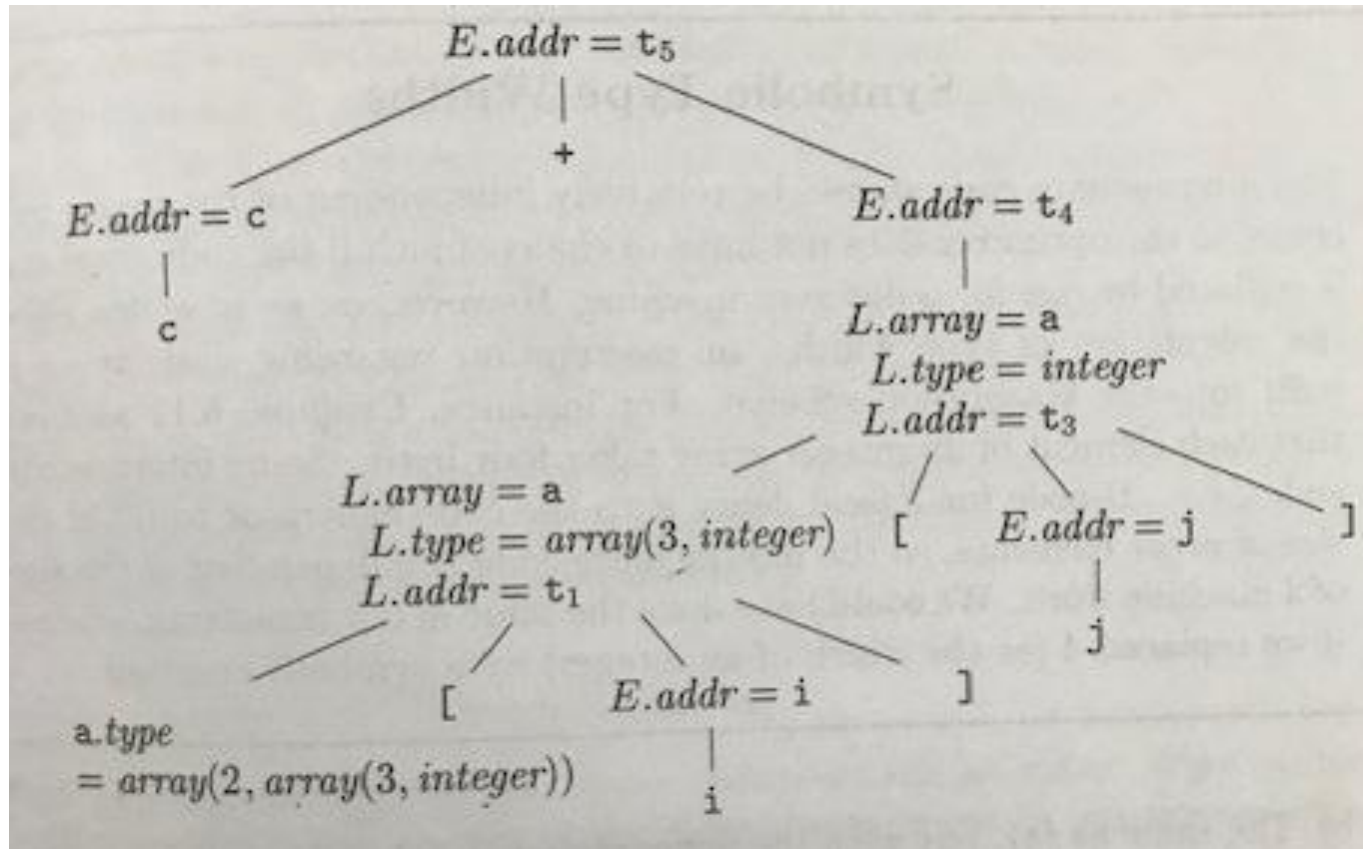 E.addr = t₅
+
E.addr = c
E.addr = t₄
c
L.array = a
L.type = integer
L.addr = t₃
L.array = a
L.type = array(3, integer)
L.addr = t₁
[
E.addr = j
]
j
[
E.addr = i
]
a.type
= array(2, array(3, integer))
i